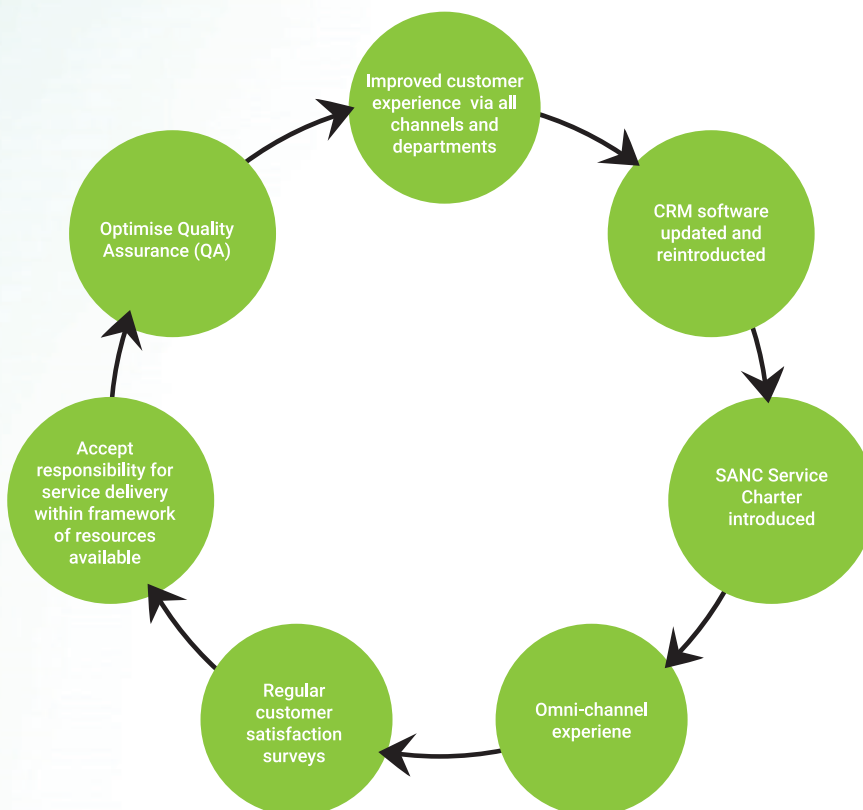 Improved customer
experience via all
channels and
departments
CRM software
updated and
reintroducted
SANC Service
Charter
introduced
Omni-channel
experiene
Regular
customer
satisfaction
surveys
Accept
responsibility for
service delivery
within framework
of resources
available
Optimise Quality
Assurance (QA)